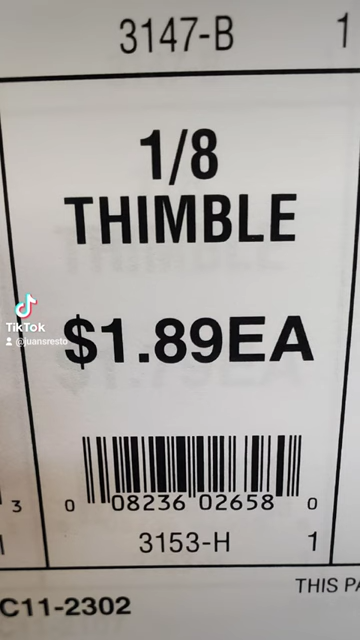 3147-B 1
1/8
THIMBLE
TikTok
@juansresto
$1.89EA
3
0 08236 02658 0
3153-H 1
THIS PA
C11-2302